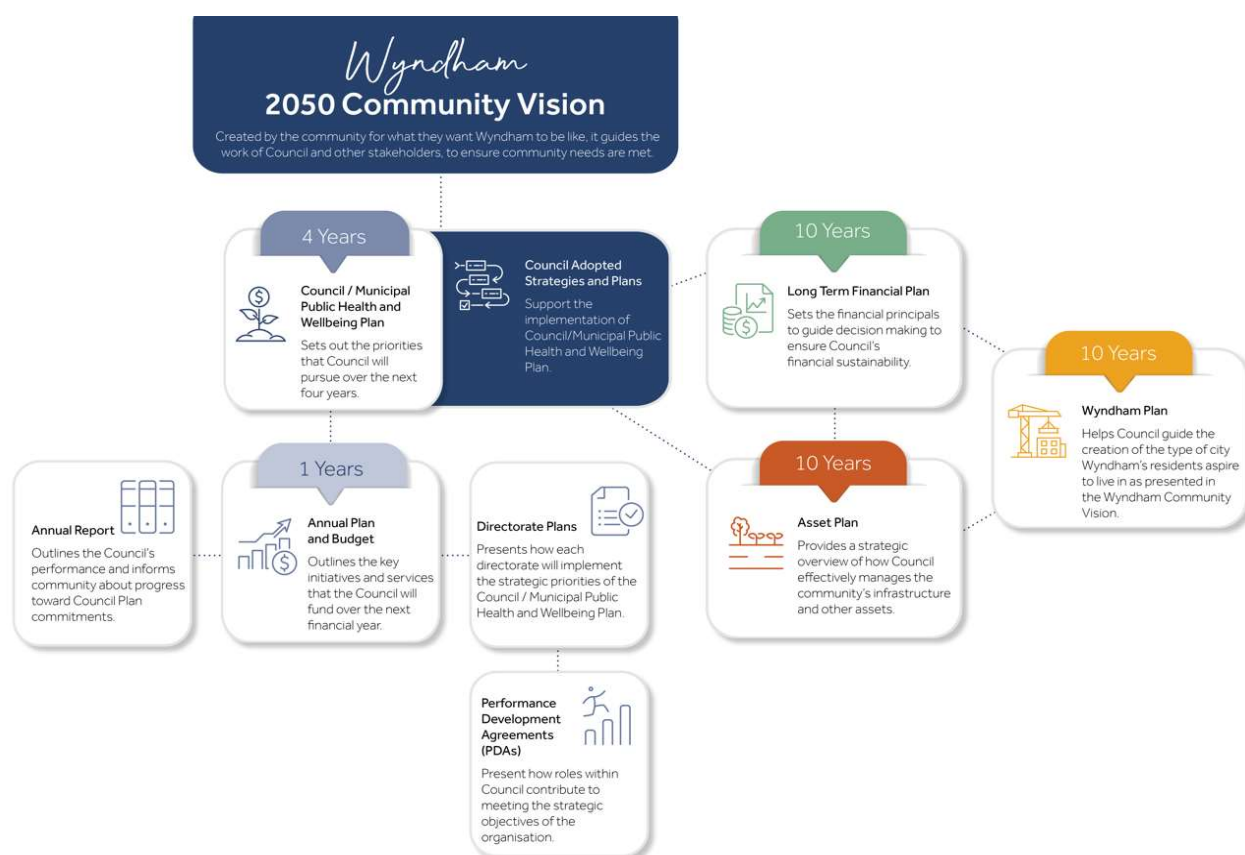 Wyndham
2050 Community Vision
Created by the community for what they want Wyndham to be like, it guides the
work of Council and other stakeholders, to ensure community needs are met.
4 Years
Council / Municipal
Public Health and
Wellbeing Plan
Sets out the priorities
that Council will
pursue over the next
four years.
Council Adopted
Strategies and Plans
Support the
implementation of
Council/Municipal Public
Health and Wellbeing
Plan.
10 Years
Long Term Financial Plan
Sets the financial principals
to guide decision making to
ensure Council's
financial sustainability.
10 Years
Wyndham Plan
Helps Council guide the
creation of the type of city
Wyndham's residents aspire
to live in as presented in
the Wyndham Community
Vision.
Annual Report
Outlines the Council's
performance and informs
community about progress
toward Council Plan
commitments.
1 Years
Annual Plan
and Budget
Outlines the key
initiatives and services
that the Council will
fund over the next
financial year.
Directorate Plans
Presents how each
directorate will implement
the strategic priorities of the
Council / Municipal Public
Health and Wellbeing Plan.
10 Years
Asset Plan
Provides a strategic
overview of how Council
effectively manages the
community's infrastructure
and other assets.
Performance
Development
Agreements
(PDAs)
Present how roles within
Council contribute to
meeting the strategic
objectives of the
organisation.